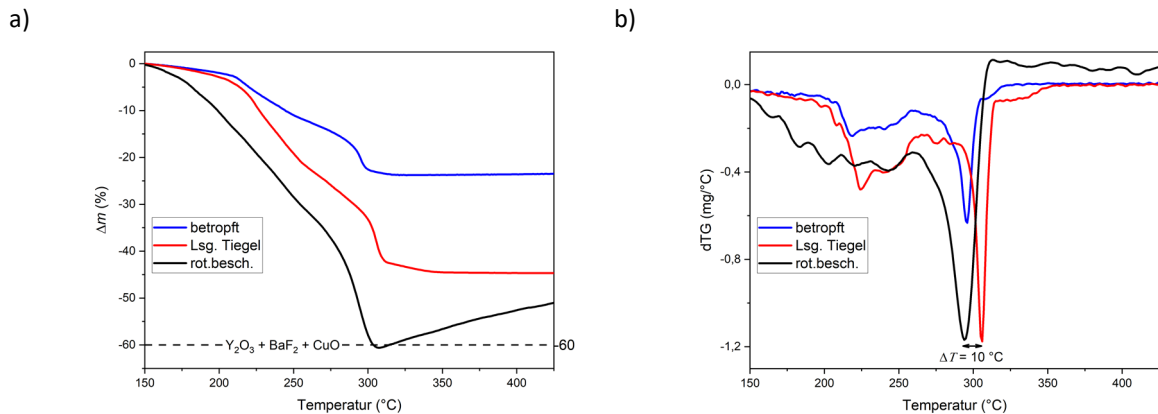 a)
b)
0
-10
-20
-30
-40
-50
-60
Δm (%)
betropft
Lsg. Tiegel
rot.besch.
Y₂O₃ + BaF₂ + CuO
-60
150
200
250
300
350
400
Temperatur (°C)
0,0
-0,4
-0,8
-1,2
dTG (mg/°C)
betropft
Lsg. Tiegel
rot.besch.
Δ T = 10 °C
150
200
250
300
350
400
Temperatur (°C)